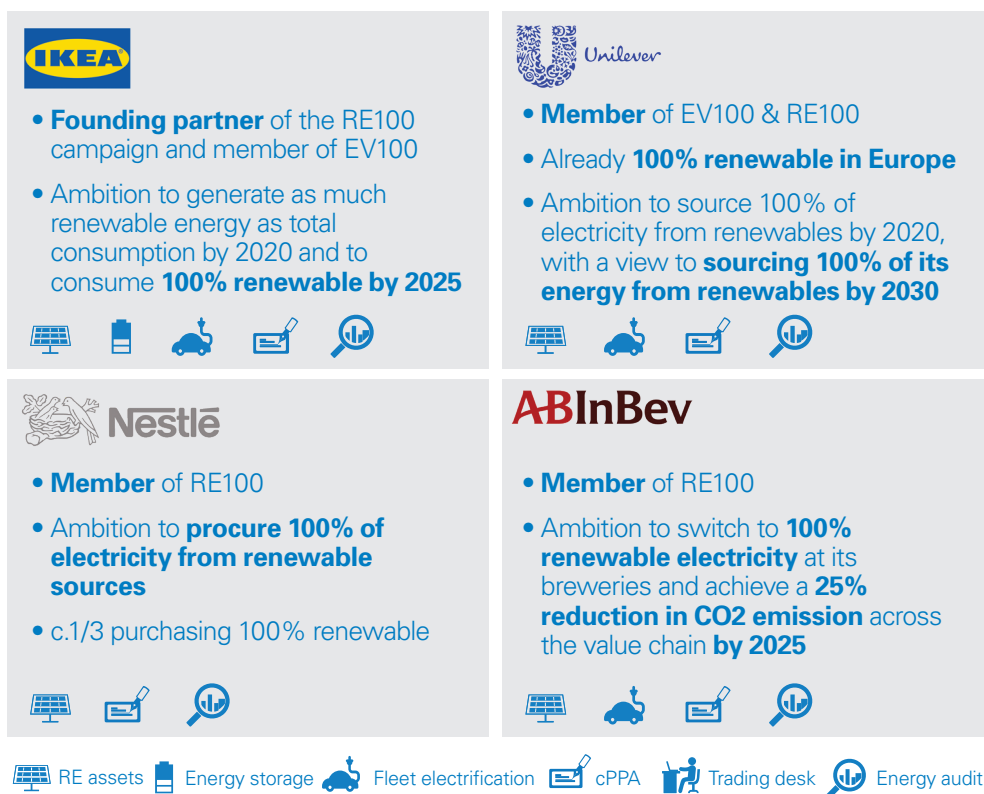 IKEA
• Founding partner of the RE100
campaign and member of EV100
• Ambition to generate as much
renewable energy as total
consumption by 2020 and to
consume 100% renewable by 2025
Unilever
• Member of EV100 & RE100
• Already 100% renewable in Europe
• Ambition to source 100% of
electricity from renewables by 2020,
with a view to sourcing 100% of its
energy from renewables by 2030
Nestlé
• Member of RE100
• Ambition to procure 100% of
electricity from renewable
sources
• c.1/3 purchasing 100% renewable
ABInBev
• Member of RE100
• Ambition to switch to 100%
renewable electricity at its
breweries and achieve a 25%
reduction in CO2 emission across
the value chain by 2025
RE assets Energy storage Fleet electrification cPPA Trading desk Energy audit